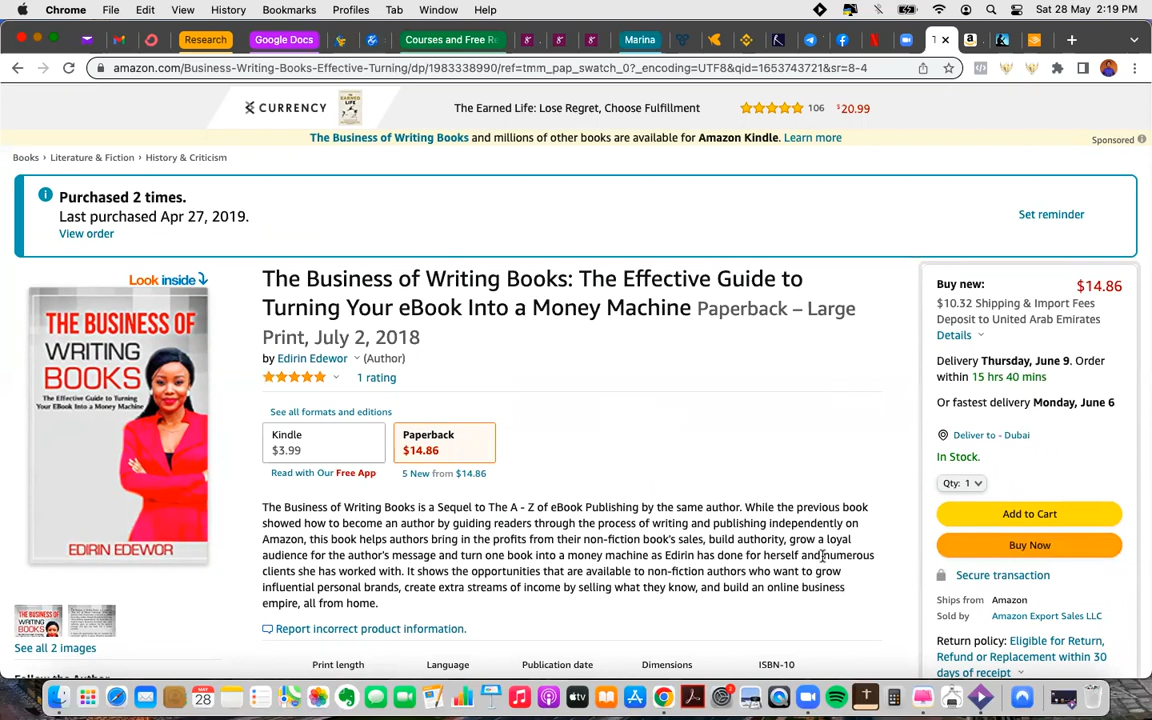 Chrome File Edit View History Bookmarks Profiles Tab Window Help Sat 28 May 2:19 PM
Research Google Docs Courses and Free Re Marina
amazon.com/Business-Writing-Books-Effective-Turning/dp/1983338990/ref=tmm_pap_swatch_0?_encoding=UTF8&qid=1653743721&sr=8-4
CURRENCY The Earned Life: Lose Regret, Choose Fulfillment 106 $20.99
The Business of Writing Books and millions of other books are available for Amazon Kindle. Learn more
Sponsored
Books › Literature & Fiction › History & Criticism
Purchased 2 times.
Last purchased Apr 27, 2019.
View order
Set reminder
Look inside
THE BUSINESS OF
WRITING
BOOKS
The Effective Guide to Turning
Your EBook Into a Money Machine
EDIRIN EDEWOR
See all 2 images
The Business of Writing Books: The Effective Guide to
Turning Your eBook Into a Money Machine Paperback – Large
Print, July 2, 2018
by Edirin Edewor (Author)
1 rating
See all formats and editions
Kindle
$3.99
Read with Our Free App
Paperback
$14.86
5 New from $14.86
The Business of Writing Books is a Sequel to The A - Z of eBook Publishing by the same author. While the previous book
showed how to become an author by guiding readers through the process of writing and publishing independently on
Amazon, this book helps authors bring in the profits from their non-fiction book's sales, build authority, grow a loyal
audience for the author's message and turn one book into a money machine as Edirin has done for herself and numerous
clients she has worked with. It shows the opportunities that are available to non-fiction authors who want to grow
influential personal brands, create extra streams of income by selling what they know, and build an online business
empire, all from home.
Report incorrect product information.
Print length Language Publication date Dimensions ISBN-10
Buy new: $14.86
$10.32 Shipping & Import Fees
Deposit to United Arab Emirates
Details
Delivery Thursday, June 9. Order
within 15 hrs 40 mins
Or fastest delivery Monday, June 6
Deliver to - Dubai
In Stock.
Qty: 1
Add to Cart
Buy Now
Secure transaction
Ships from Amazon
Sold by Amazon Export Sales LLC
Return policy: Eligible for Return,
Refund or Replacement within 30
days of receipt